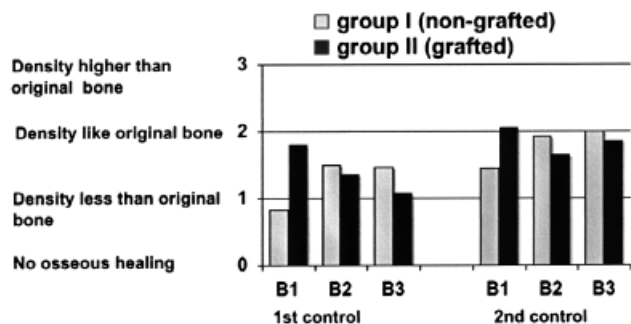 group I (non-grafted)
group II (grafted)
Density higher than
original bone
3
Density like original bone
2
Density less than original
bone
1
No osseous healing
0
B1 B2 B3 B1 B2 B3
1st control 2nd control